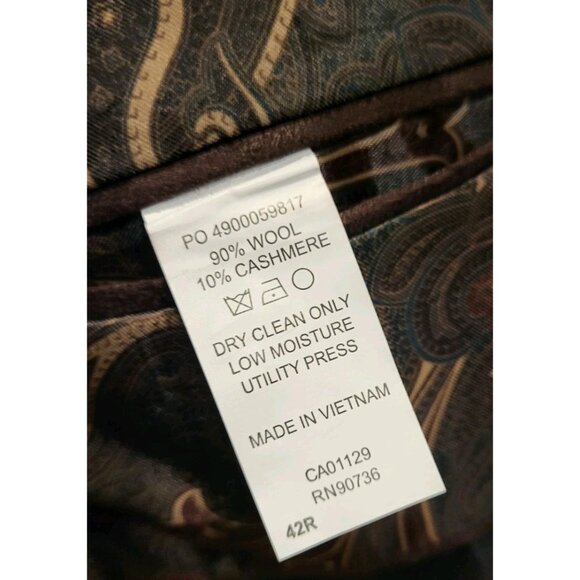 PO 4900059817
90% WOOL
10% CASHMERE
DRY CLEAN ONLY
LOW MOISTURE
UTILITY PRESS
MADE IN VIETNAM
CA01129
RN90736
42R